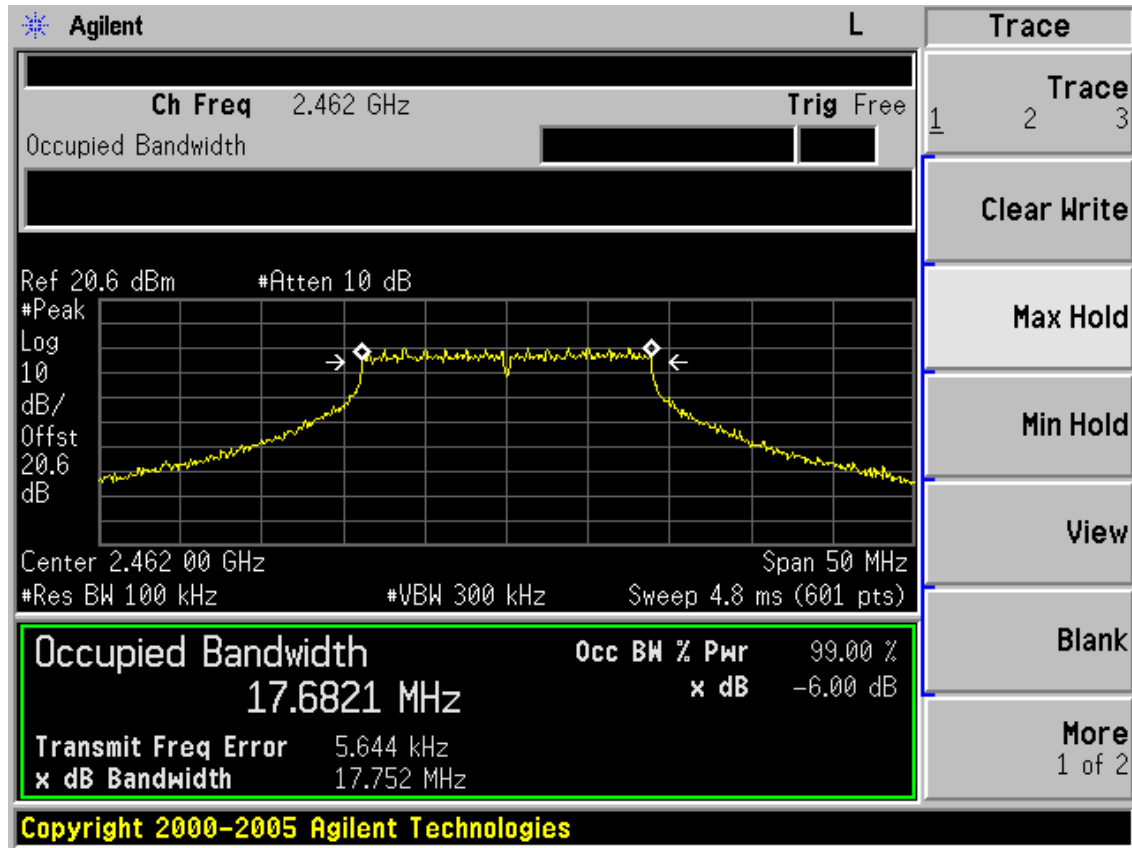 Agilent L
Trace
Ch Freq 2.462 GHz Trig Free
Occupied Bandwidth
Trace
1 2 3
Clear Write
Max Hold
Min Hold
View
Blank
More
1 of 2
Ref 20.6 dBm #Atten 10 dB
#Peak
Log
10
dB/
Offst
20.6
dB
Center 2.462 00 GHz Span 50 MHz
#Res BW 100 kHz #VBW 300 kHz Sweep 4.8 ms (601 pts)
Occupied Bandwidth Occ BW % Pwr 99.00 %
17.6821 MHz x dB -6.00 dB
Transmit Freq Error 5.644 kHz
x dB Bandwidth 17.752 MHz
Copyright 2000-2005 Agilent Technologies